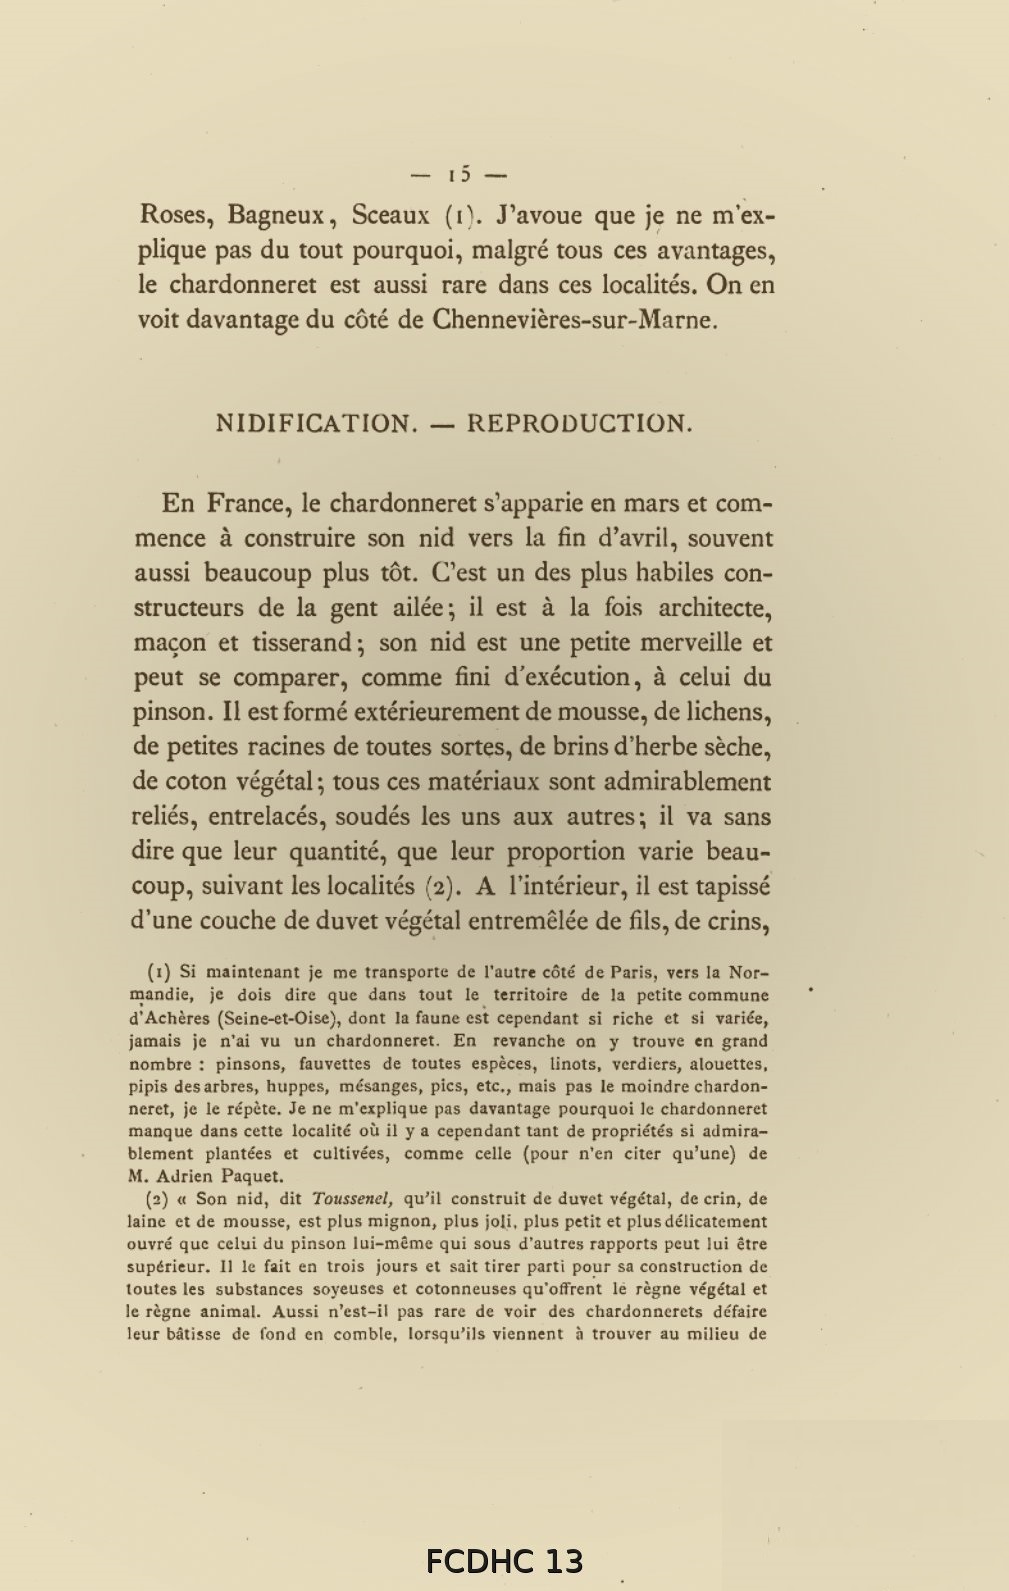 — 15 —
Roses, Bagneux, Sceaux (1). J’avoue que je ne m’ex-
plique pas du tout pourquoi, malgré tous ces avantages,
le chardonneret est aussi rare dans ces localités. On en
voit davantage du côté de Chennevières-sur-Marne.
NIDIFICATION. — REPRODUCTION.
En France, le chardonneret s’apparie en mars et com-
mence à construire son nid vers la fin d’avril, souvent
aussi beaucoup plus tôt. C’est un des plus habiles con-
structeurs de la gent ailée; il est à la fois architecte,
maçon et tisserand; son nid est une petite merveille et
peut se comparer, comme fini d’exécution, à celui du
pinson. Il est formé extérieurement de mousse, de lichens,
de petites racines de toutes sortes, de brins d’herbe sèche,
de coton végétal; tous ces matériaux sont admirablement
reliés, entrelacés, soudés les uns aux autres; il va sans
dire que leur quantité, que leur proportion varie beau-
coup, suivant les localités (2). A l’intérieur, il est tapissé
d’une couche de duvet végétal entremêlée de fils, de crins,
(1) Si maintenant je me transporte de l’autre côté de Paris, vers la Nor-
mandie, je dois dire que dans tout le territoire de la petite commune
d’Achères (Seine-et-Oise), dont la faune est cependant si riche et si variée,
jamais je n’ai vu un chardonneret. En revanche on y trouve en grand
nombre : pinsons, fauvettes de toutes espèces, linots, verdiers, alouettes,
pipis des arbres, huppes, mésanges, pics, etc., mais pas le moindre chardon-
neret, je le répète. Je ne m’explique pas davantage pourquoi le chardonneret
manque dans cette localité où il y a cependant tant de propriétés si admira-
blement plantées et cultivées, comme celle (pour n’en citer qu’une) de
M. Adrien Paquet.
(2) « Son nid, dit Toussenel, qu’il construit de duvet végétal, de crin, de
laine et de mousse, est plus mignon, plus joli, plus petit et plus délicatement
ouvré que celui du pinson lui-même qui sous d’autres rapports peut lui être
supérieur. Il le fait en trois jours et sait tirer parti pour sa construction de
toutes les substances soyeuses et cotonneuses qu’offrent le règne végétal et
le règne animal. Aussi n’est-il pas rare de voir des chardonnerets défaire
leur bâtisse de fond en comble, lorsqu’ils viennent à trouver au milieu de
FCDHC 13